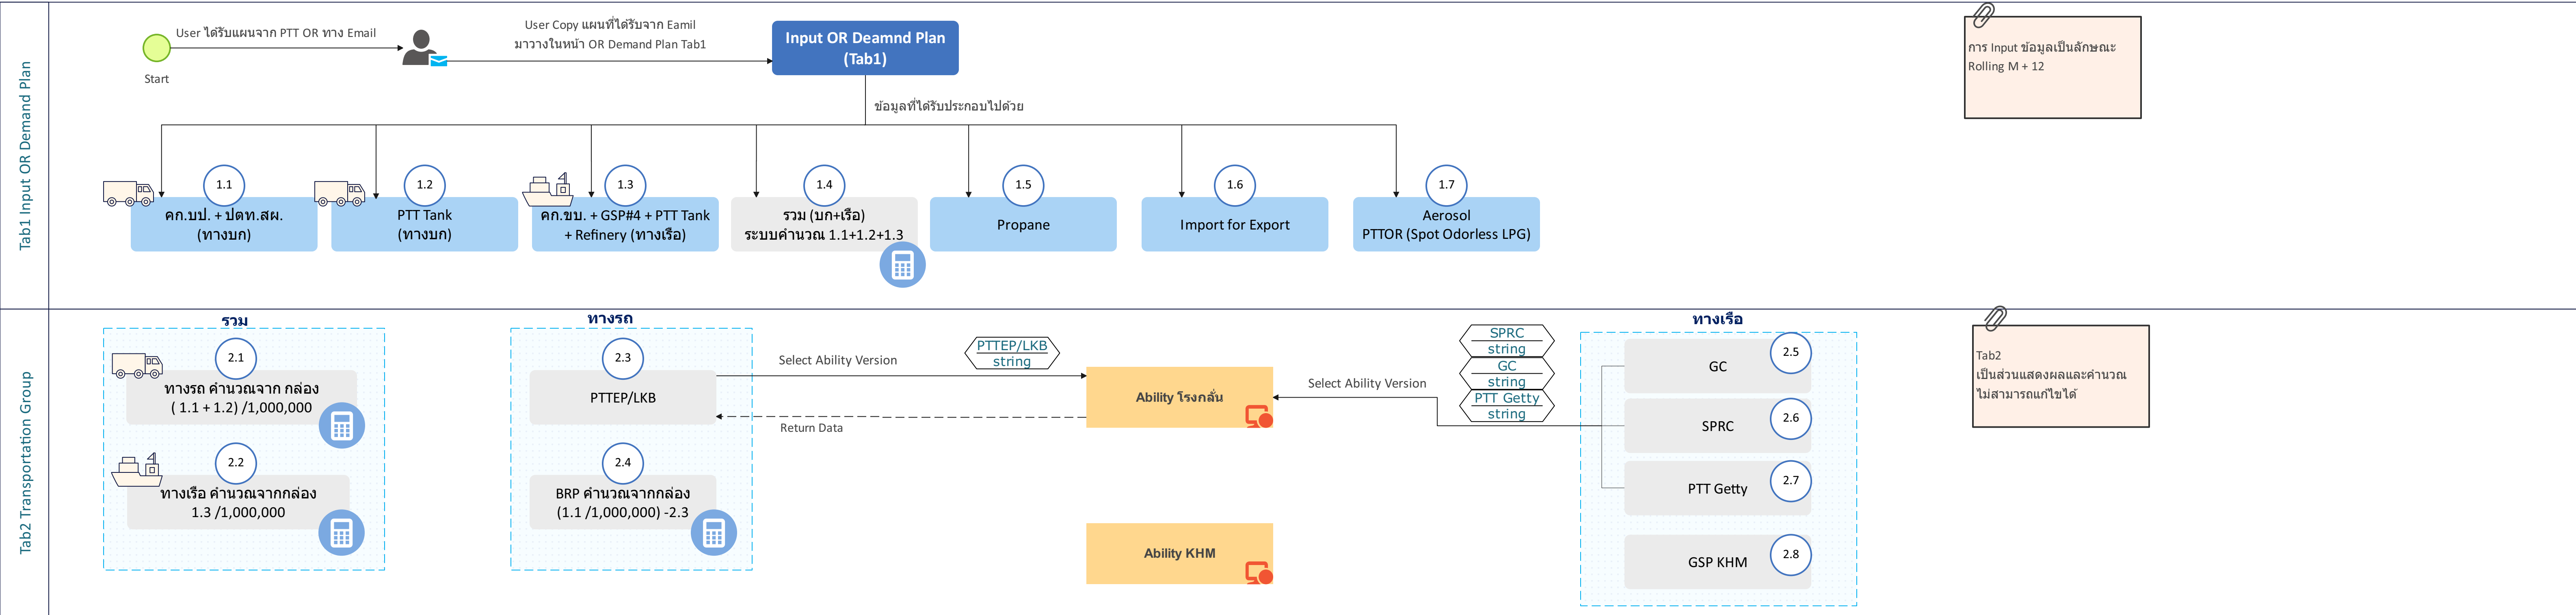 Tab1 Input OR Demand Plan
User ได้รับแผนจาก PTT OR ทาง Email
Start
User Copy แผนที่ได้รับจาก Eamil
มาวางในหน้า OR Demand Plan Tab1
Input OR Deamnd Plan
(Tab1)
การ Input ข้อมูลเป็นลักษณะ
Rolling M + 12
ข้อมูลที่ได้รับประกอบไปด้วย
1.1
คก.บป. + ปตท.สผ.
(ทางบก)
1.2
PTT Tank
(ทางบก)
1.3
คก.ขบ. + GSP#4 + PTT Tank
+ Refinery (ทางเรือ)
1.4
รวม (บก+เรือ)
ระบบคำนวณ 1.1+1.2+1.3
1.5
Propane
1.6
Import for Export
1.7
Aerosol
PTTOR (Spot Odorless LPG)
Tab2 Transportation Group
รวม
2.1
ทางรถ คำนวณจาก กล่อง
( 1.1 + 1.2) /1,000,000
2.2
ทางเรือ คำนวณจากกล่อง
1.3 /1,000,000
ทางรถ
2.3
PTTEP/LKB
2.4
BRP คำนวณจากกล่อง
(1.1 /1,000,000) -2.3
Select Ability Version
PTTEP/LKB
string
Return Data
Ability โรงกลั่น
Ability KHM
Select Ability Version
SPRC
string
GC
string
PTT Getty
string
ทางเรือ
2.5
GC
2.6
SPRC
2.7
PTT Getty
2.8
GSP KHM
Tab2
เป็นส่วนแสดงผลและคำนวณ
ไม่สามารถแก้ไขได้